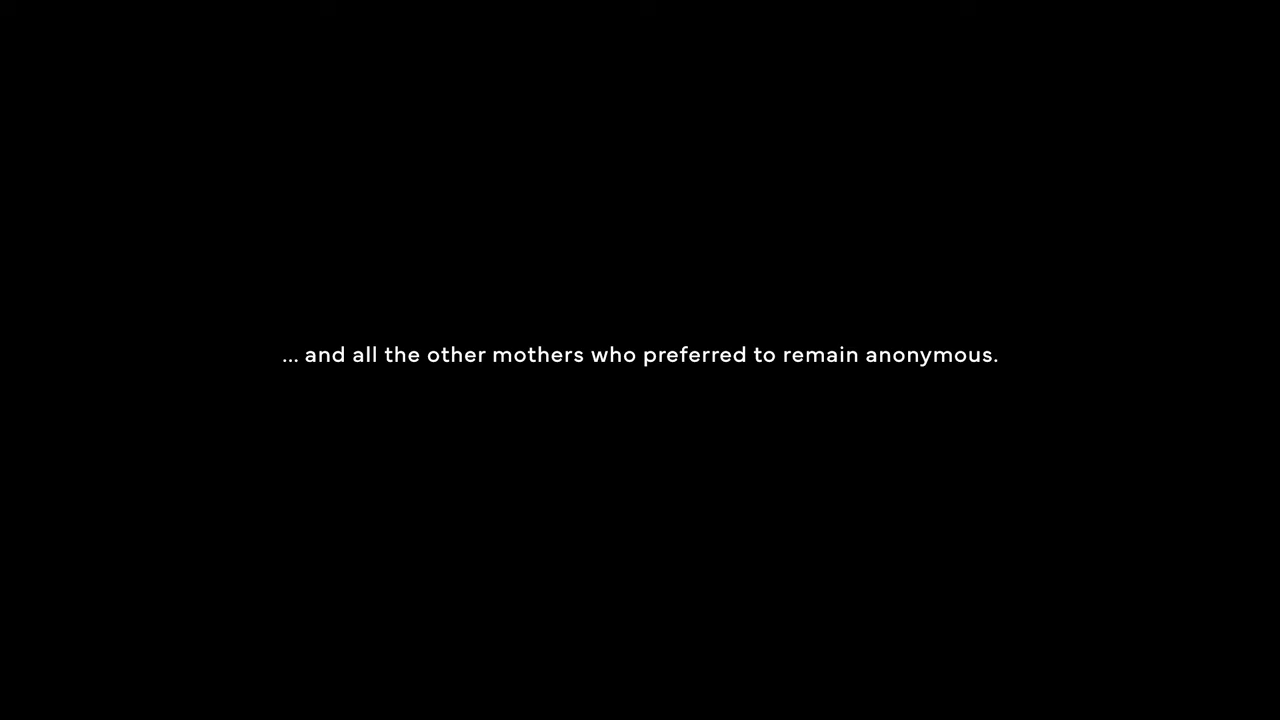 ... and all the other mothers who preferred to remain anonymous.